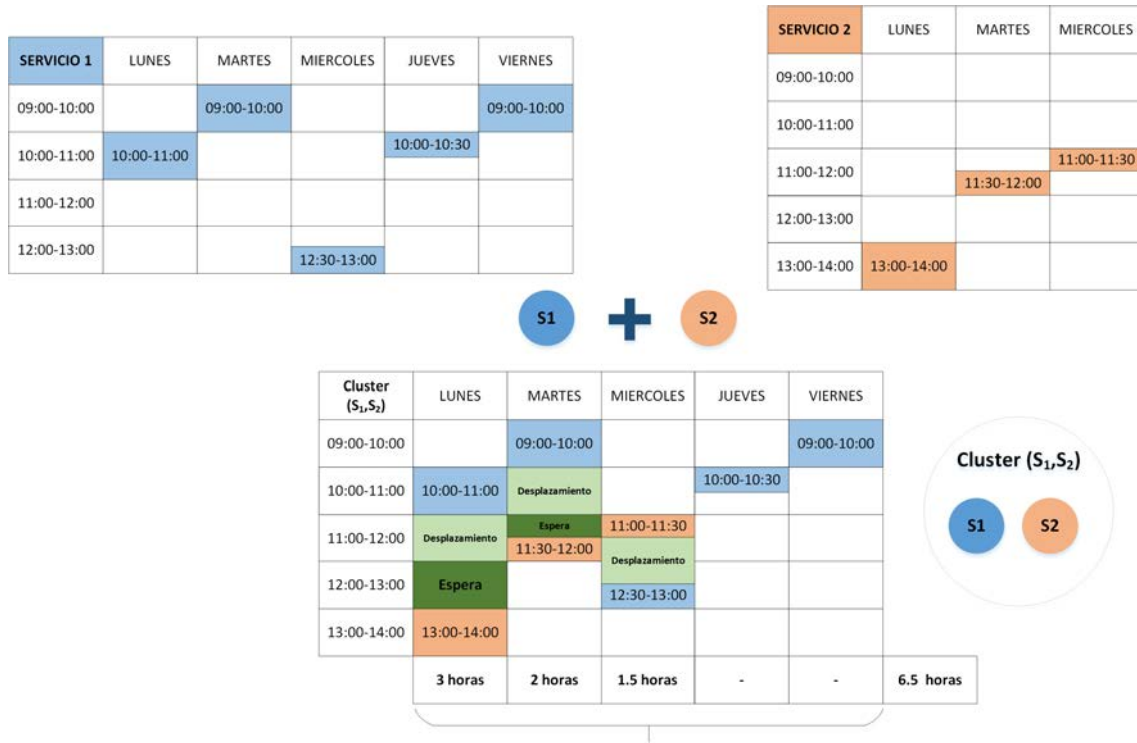 SERVICIO 1 LUNES MARTES MIERCOLES JUEVES VIERNES
09:00-10:00 09:00-10:00 09:00-10:00
10:00-11:00 10:00-11:00 10:00-10:30
11:00-12:00
12:00-13:00 12:30-13:00
SERVICIO 2 LUNES MARTES MIERCOLES
09:00-10:00
10:00-11:00
11:00-12:00 11:30-12:00 11:00-11:30
12:00-13:00
13:00-14:00 13:00-14:00
S1 + S2
Cluster
(S₁,S₂) LUNES MARTES MIERCOLES JUEVES VIERNES
09:00-10:00 09:00-10:00 09:00-10:00
10:00-11:00 10:00-11:00 Desplazamiento 10:00-10:30
11:00-12:00 Desplazamiento Espera 11:00-11:30
11:30-12:00 Desplazamiento
12:00-13:00 Espera 12:30-13:00
13:00-14:00 13:00-14:00
3 horas 2 horas 1.5 horas - - 6.5 horas
Cluster (S₁,S₂)
S1 S2